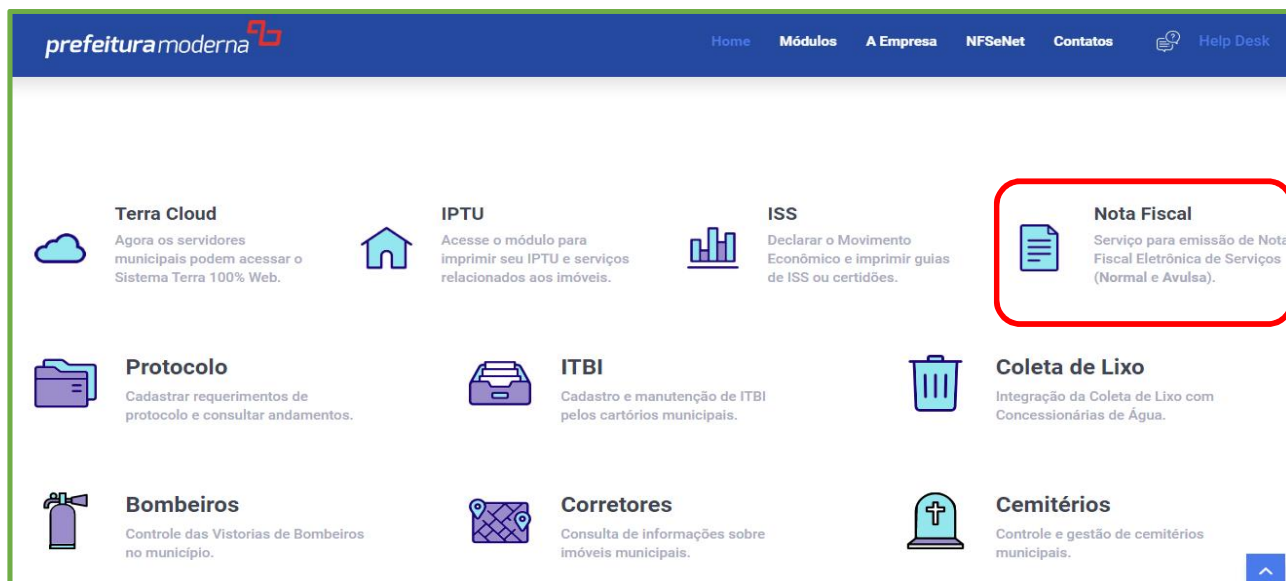 prefeituramoderna
Home Módulos A Empresa NFSeNet Contatos Help Desk
Terra Cloud
Agora os servidores
municipais podem acessar o
Sistema Terra 100% Web.
IPTU
Acesse o módulo para
imprimir seu IPTU e serviços
relacionados aos imóveis.
ISS
Declarar o Movimento
Econômico e imprimir guias
de ISS ou certidões.
Nota Fiscal
Serviço para emissão de Nota
Fiscal Eletrônica de Serviços
(Normal e Avulsa).
Protocolo
Cadastrar requerimentos de
protocolo e consultar andamentos.
ITBI
Cadastro e manutenção de ITBI
pelos cartórios municipais.
Coleta de Lixo
Integração da Coleta de Lixo com
Concessionárias de Água.
Bombeiros
Controle das Vistorias de Bombeiros
no município.
Corretores
Consulta de informações sobre
imóveis municipais.
Cemitérios
Controle e gestão de cemitérios
municipais.